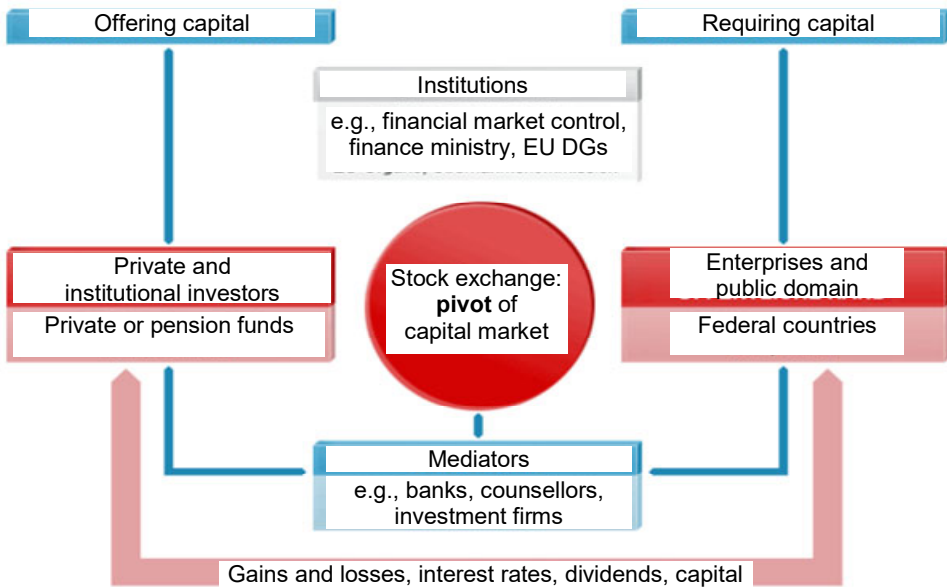 Offering capital
Requiring capital
Institutions
e.g., financial market control,
finance ministry, EU DGs
Private and
institutional investors
Private or pension funds
Stock exchange:
pivot of
capital market
Enterprises and
public domain
Federal countries
Mediators
e.g., banks, counsellors,
investment firms
Gains and losses, interest rates, dividends, capital